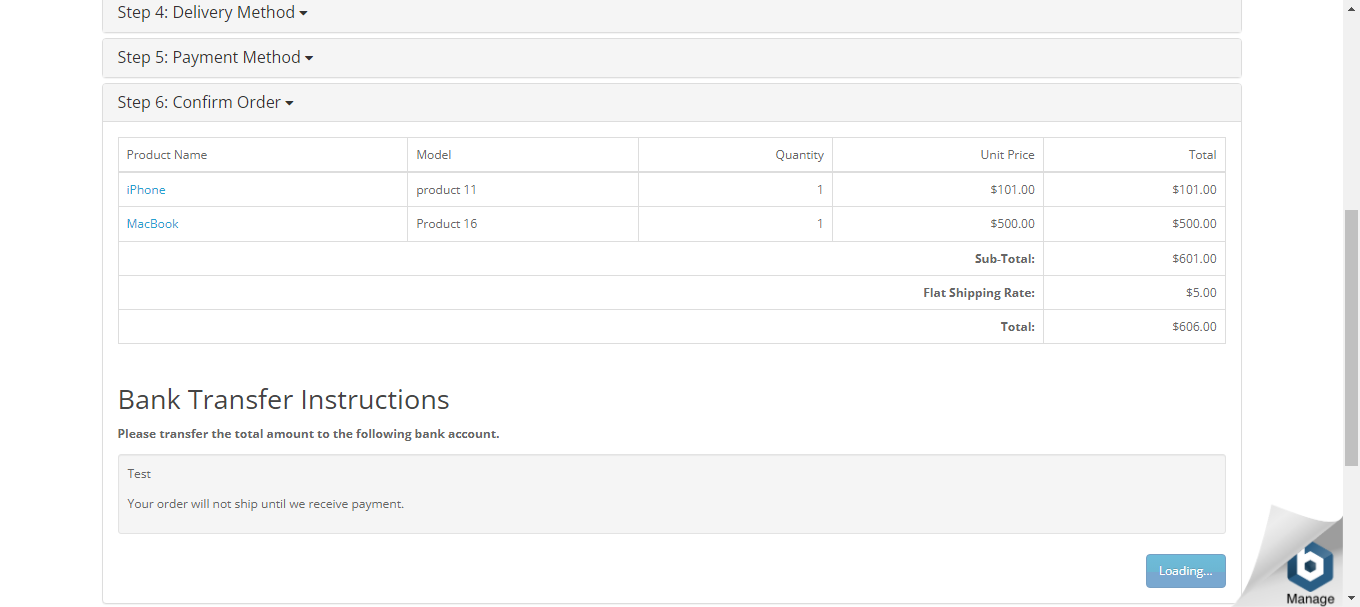 Step 4: Delivery Method
Step 5: Payment Method
Step 6: Confirm Order
Product Name Model Quantity Unit Price Total
iPhone product 11 1 $101.00 $101.00
MacBook Product 16 1 $500.00 $500.00
Sub-Total: $601.00
Flat Shipping Rate: $5.00
Total: $606.00
Bank Transfer Instructions
Please transfer the total amount to the following bank account.
Test
Your order will not ship until we receive payment.
Loading...
b
Manage